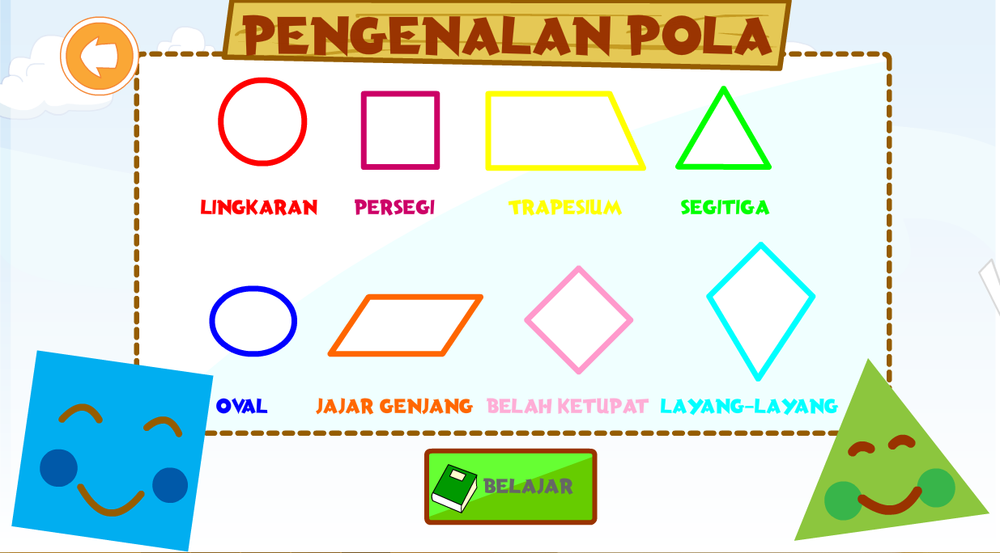 PENGENALAN POLA
LINGKARAN
PERSEGI
TRAPESIUM
SEGITIGA
OVAL
JAJAR GENJANG
BELAH KETUPAT
LAYANG-LAYANG
BELAJAR